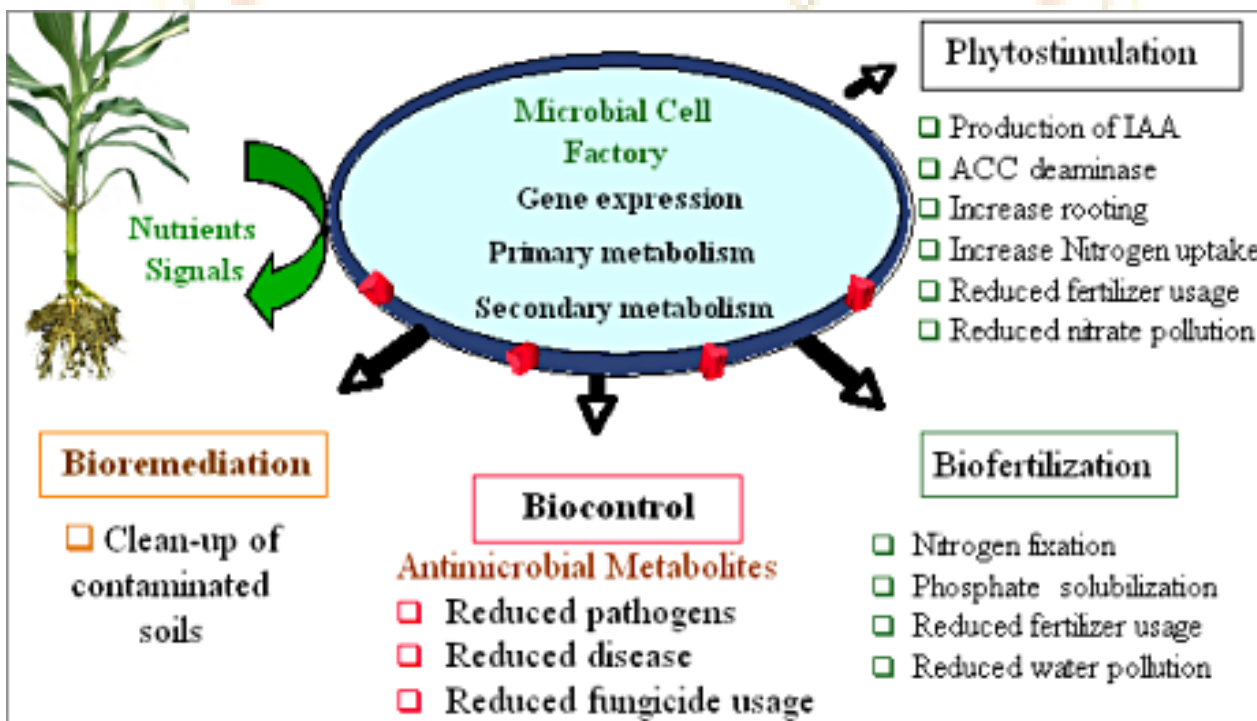 Microbial Cell
Factory
Gene expression
Primary metabolism
Secondary metabolism
Nutrients
Signals
Phytostimulation
❑ Production of IAA
❑ ACC deaminase
❑ Increase rooting
❑ Increase Nitrogen uptake
❑ Reduced fertilizer usage
❑ Reduced nitrate pollution
Bioremediation
❑ Clean-up of
contaminated
soils
Biocontrol
Antimicrobial Metabolites
❑ Reduced pathogens
❑ Reduced disease
❑ Reduced fungicide usage
Biofertilization
❑ Nitrogen fixation
❑ Phosphate solubilization
❑ Reduced fertilizer usage
❑ Reduced water pollution